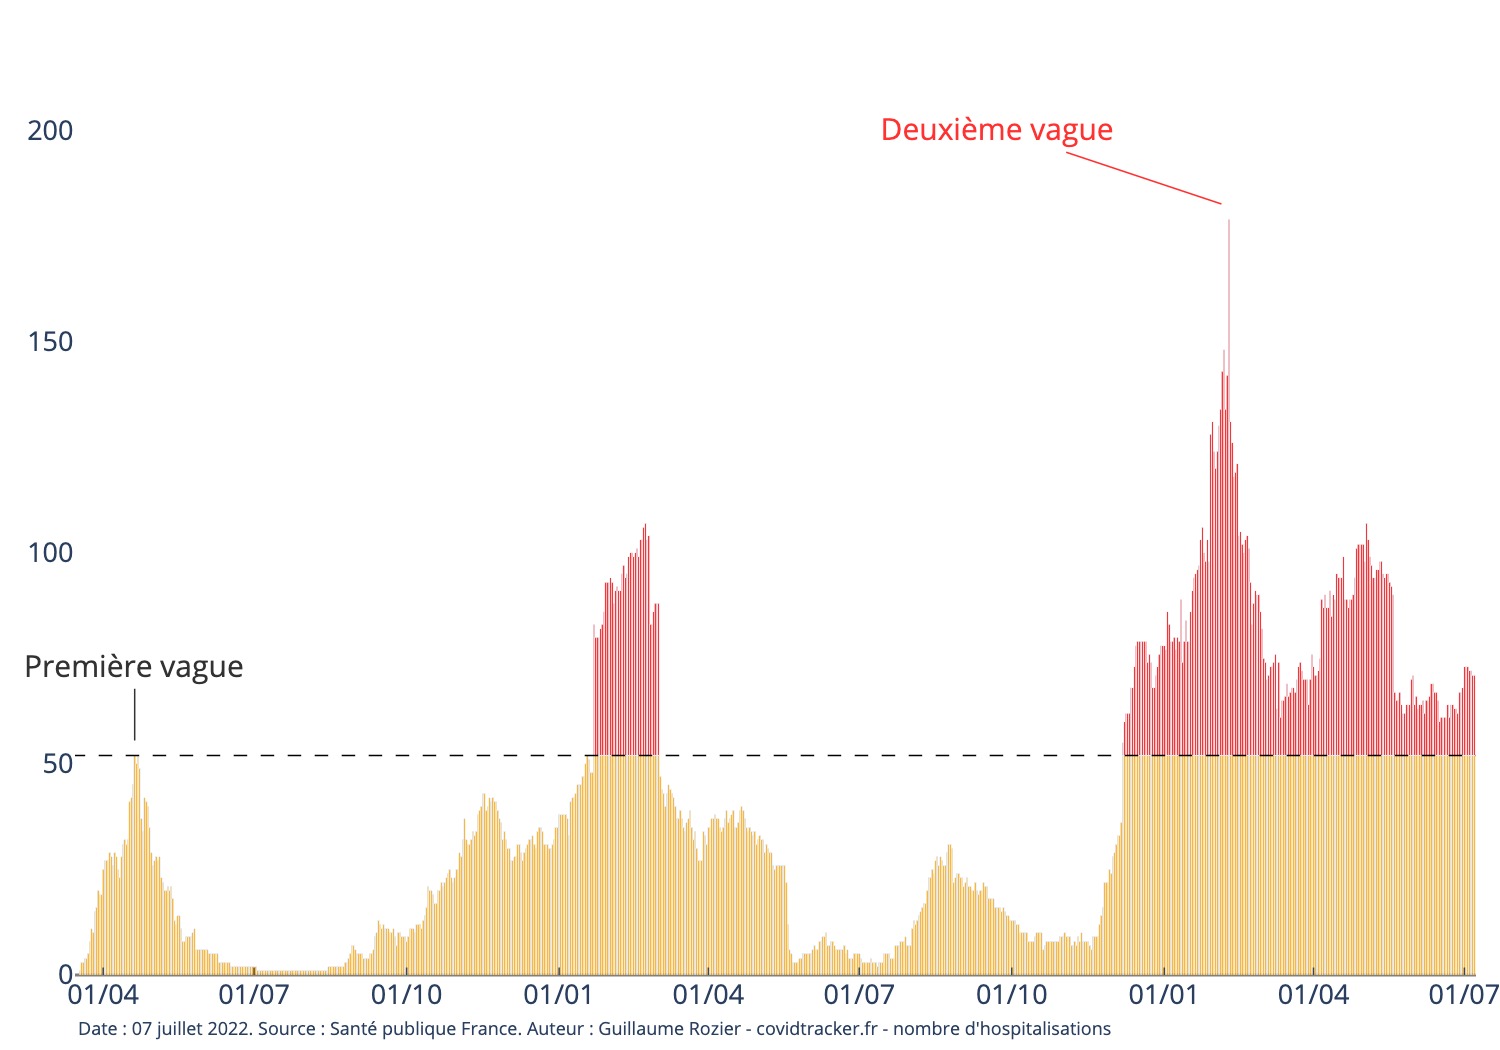 200
Deuxième vague
150
100
Première vague
50
0
01/04 01/07 01/10 01/01 01/04 01/07 01/10 01/01 01/04 01/07
Date : 07 juillet 2022. Source : Santé publique France. Auteur : Guillaume Rozier - covidtracker.fr - nombre d'hospitalisations